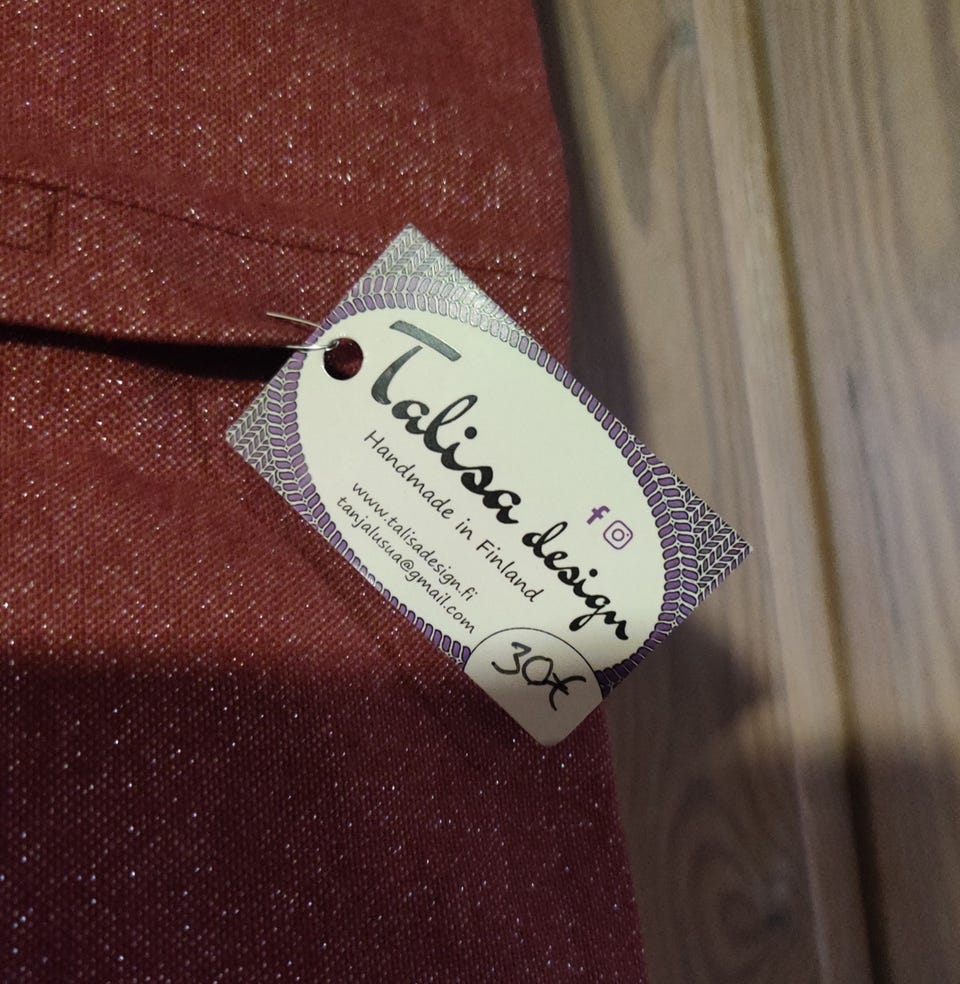 Talisa design
Handmade in Finland
www.talisadesign.fi
tanjalusua@gmail.com
30€